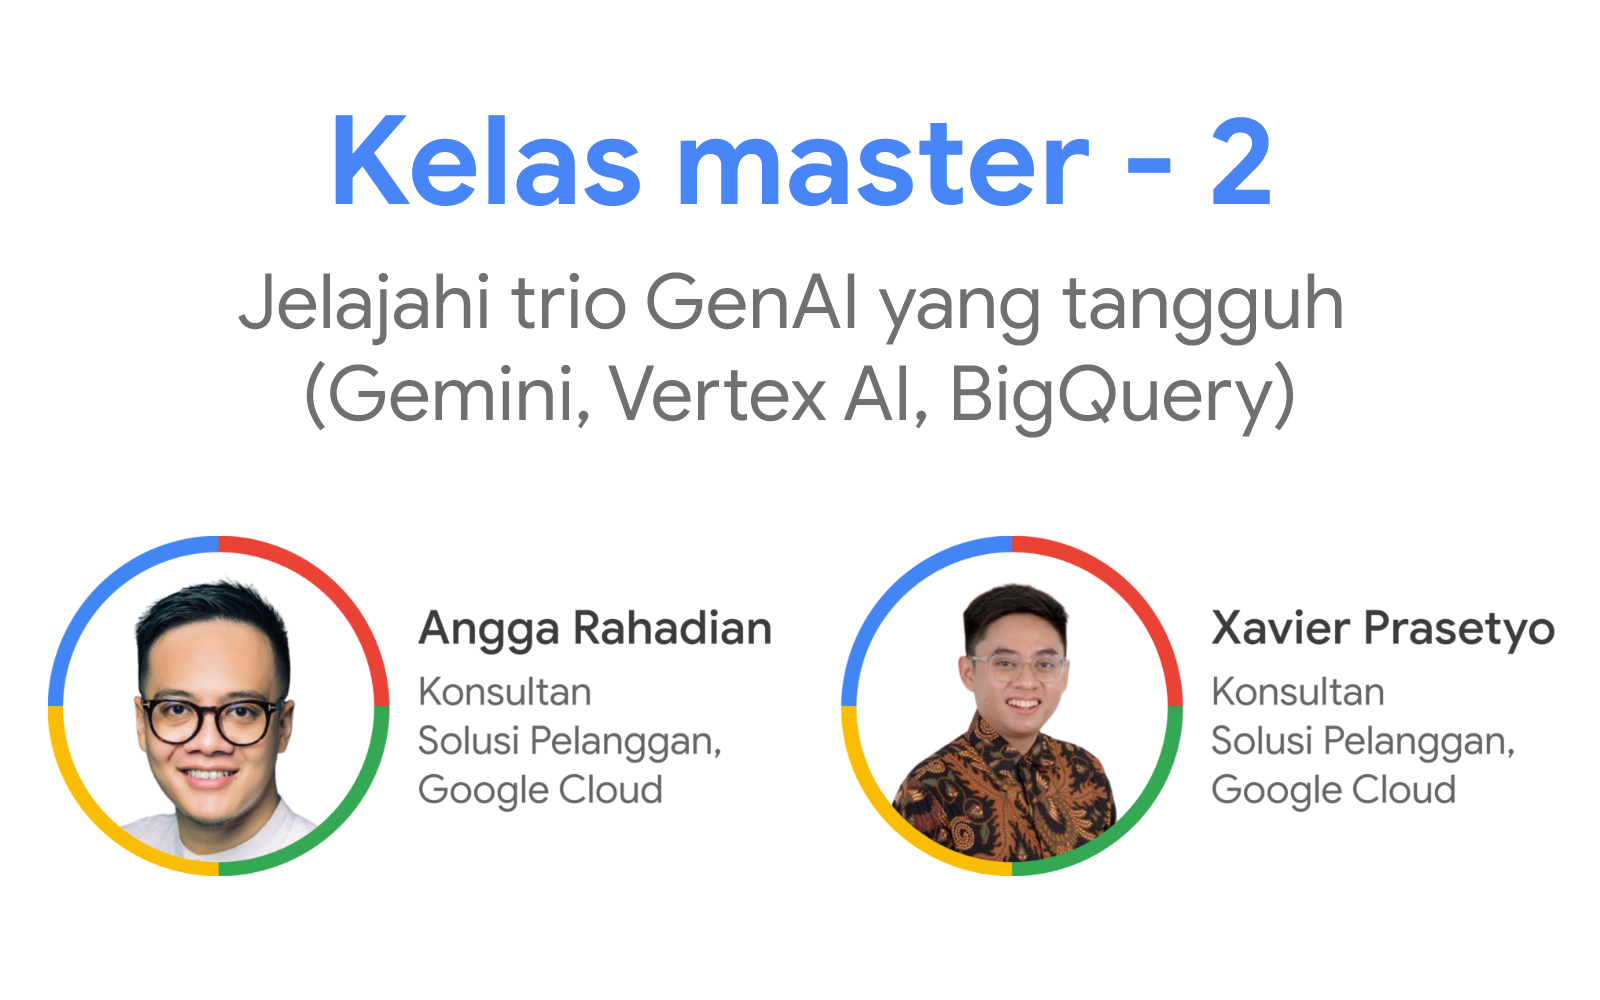 Kelas master - 2
Jelajahi trio GenAI yang tangguh
(Gemini, Vertex AI, BigQuery)
Angga Rahadian
Konsultan
Solusi Pelanggan,
Google Cloud
Xavier Prasetyo
Konsultan
Solusi Pelanggan,
Google Cloud